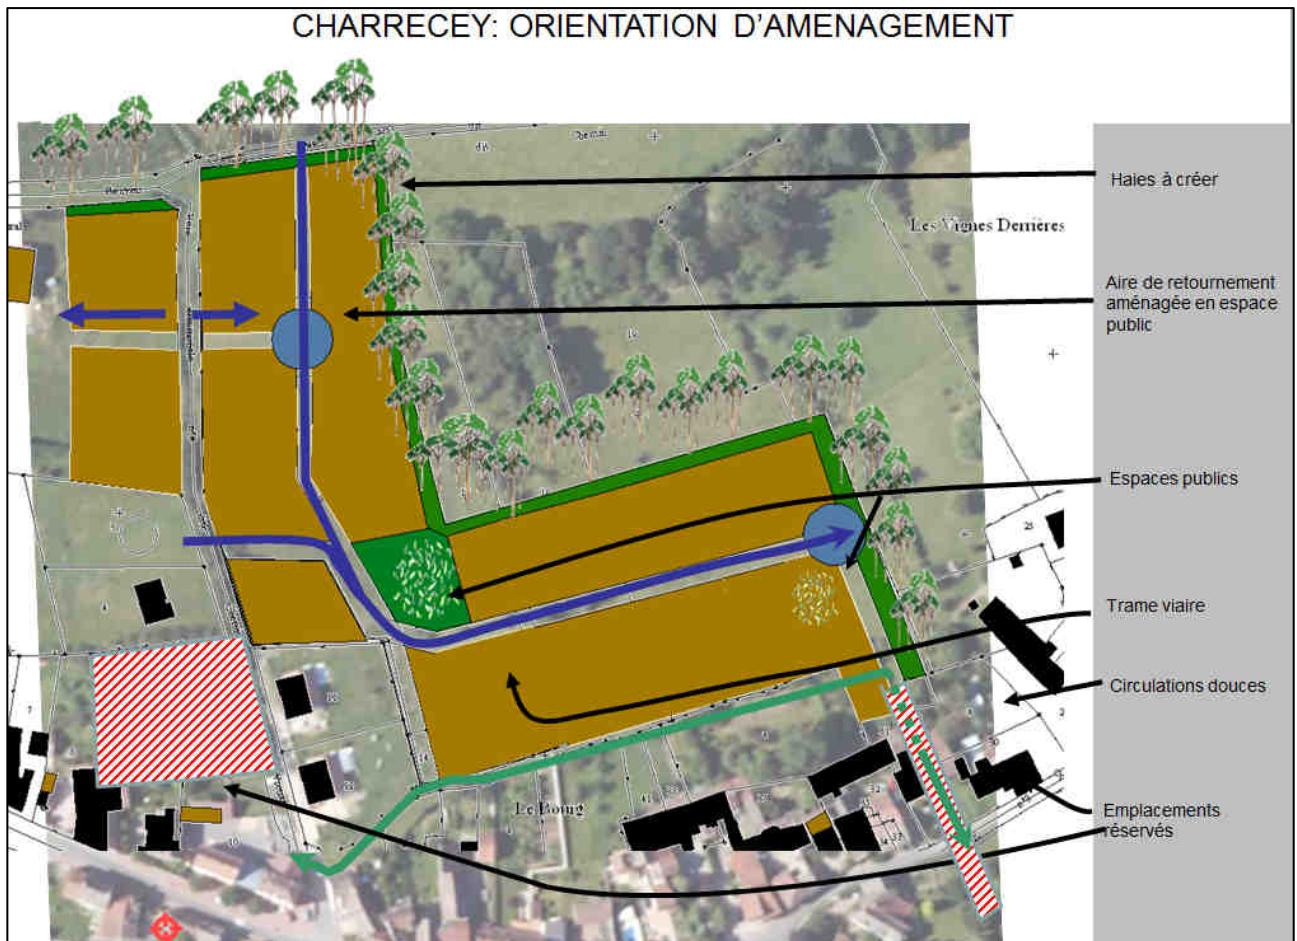 CHARRECEY: ORIENTATION D'AMENAGEMENT
Haies à créer
Les Vignes Derrières
Aire de retournement
aménagée en espace
public
Espaces publics
Trame viaire
Circulations douces
Le Bourg
Emplacements
réservés